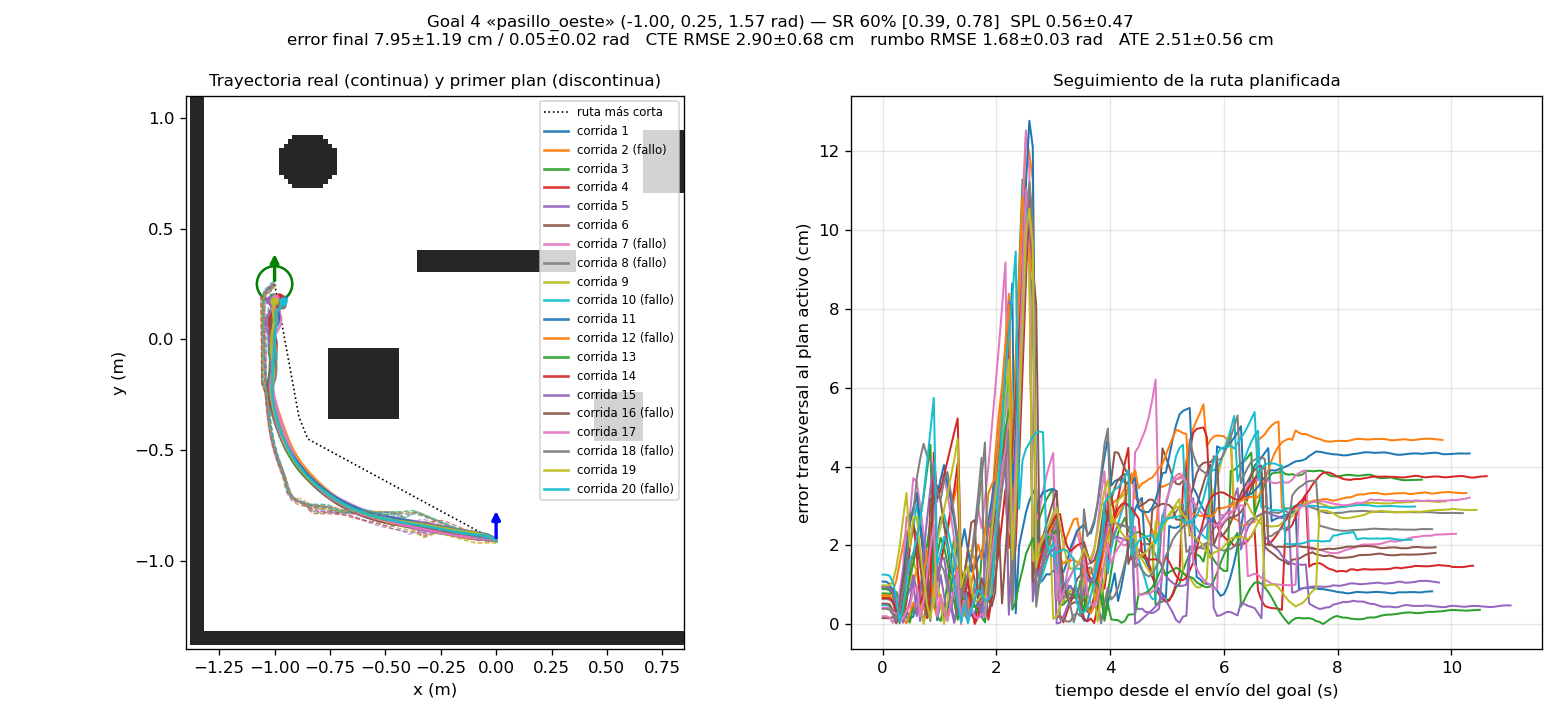 Goal 4 «pasillo_oeste» (-1.00, 0.25, 1.57 rad) — SR 60% [0.39, 0.78]  SPL 0.56±0.47
error final 7.95±1.19 cm / 0.05±0.02 rad   CTE RMSE 2.90±0.68 cm   rumbo RMSE 1.68±0.03 rad   ATE 2.51±0.56 cm
Trayectoria real (continua) y primer plan (discontinua)
y (m)
1.0
0.5
0.0
−0.5
−1.0
ruta más corta
corrida 1
corrida 2 (fallo)
corrida 3
corrida 4
corrida 5
corrida 6
corrida 7 (fallo)
corrida 8 (fallo)
corrida 9
corrida 10 (fallo)
corrida 11
corrida 12 (fallo)
corrida 13
corrida 14
corrida 15
corrida 16 (fallo)
corrida 17
corrida 18 (fallo)
corrida 19
corrida 20 (fallo)
−1.25 −1.00 −0.75 −0.50 −0.25 0.00 0.25 0.50 0.75
x (m)
Seguimiento de la ruta planificada
error transversal al plan activo (cm)
12
10
8
6
4
2
0
0 2 4 6 8 10
tiempo desde el envío del goal (s)